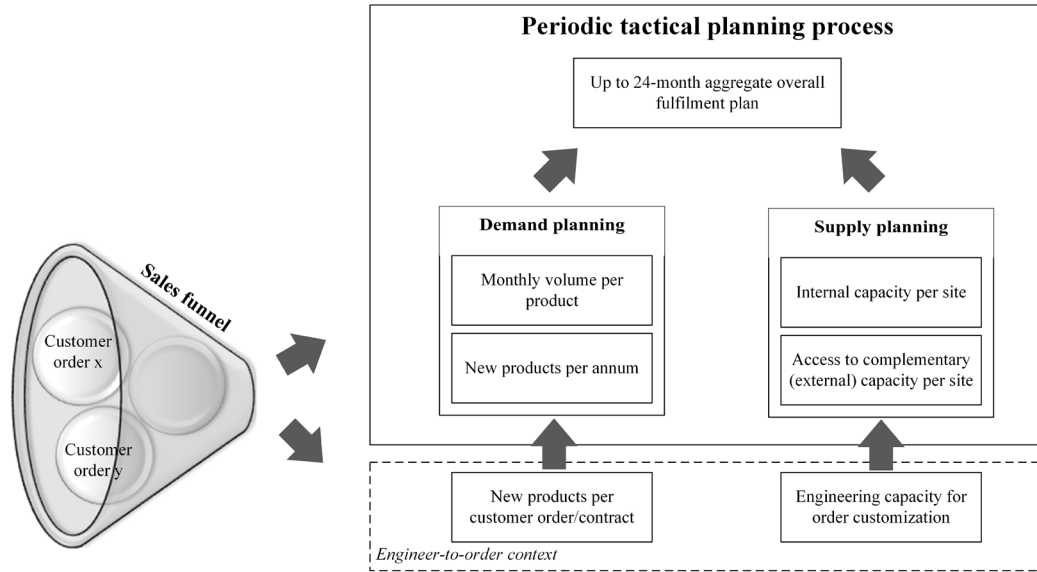 Periodic tactical planning process
Up to 24-month aggregate overall
fulfilment plan
Demand planning
Monthly volume per
product
New products per annum
Supply planning
Internal capacity per site
Access to complementary
(external) capacity per site
Sales funnel
Customer
order x
Customer
order y
New products per
customer order/contract
Engineering capacity for
order customization
Engineer-to-order context